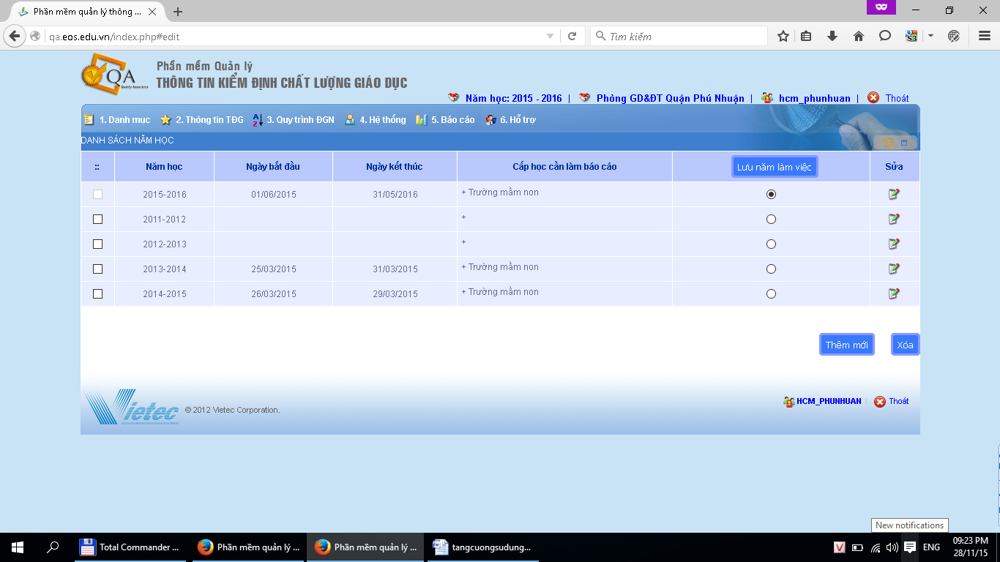 Phần mềm quản lý thông ...
qa.eos.edu.vn/index.php#edit
Tìm kiếm
QA
Phần mềm Quản lý
THÔNG TIN KIỂM ĐỊNH CHẤT LƯỢNG GIÁO DỤC
Năm học: 2015 - 2016 | Phòng GD&ĐT Quận Phú Nhuận | hcm_phunhuan | Thoát
1. Danh mục 2. Thông tin TĐG 3. Quy trình ĐGN 4. Hệ thống 5. Báo cáo 6. Hỗ trợ
DANH SÁCH NĂM HỌC
:: Năm học Ngày bắt đầu Ngày kết thúc Cấp học cần làm báo cáo Lưu năm làm việc Sửa
2015-2016 01/06/2015 31/05/2016 + Trường mầm non
2011-2012 +
2012-2013 +
2013-2014 25/03/2015 31/03/2015 + Trường mầm non
2014-2015 26/03/2015 29/03/2015 + Trường mầm non
Thêm mới Xóa
Vietec © 2012 Vietec Corporation. HCM_PHUNHUAN | Thoát
New notifications
Total Commander ... Phần mềm quản lý ... Phần mềm quản lý ... tangcuongsudung... ENG 09:23 PM
28/11/15